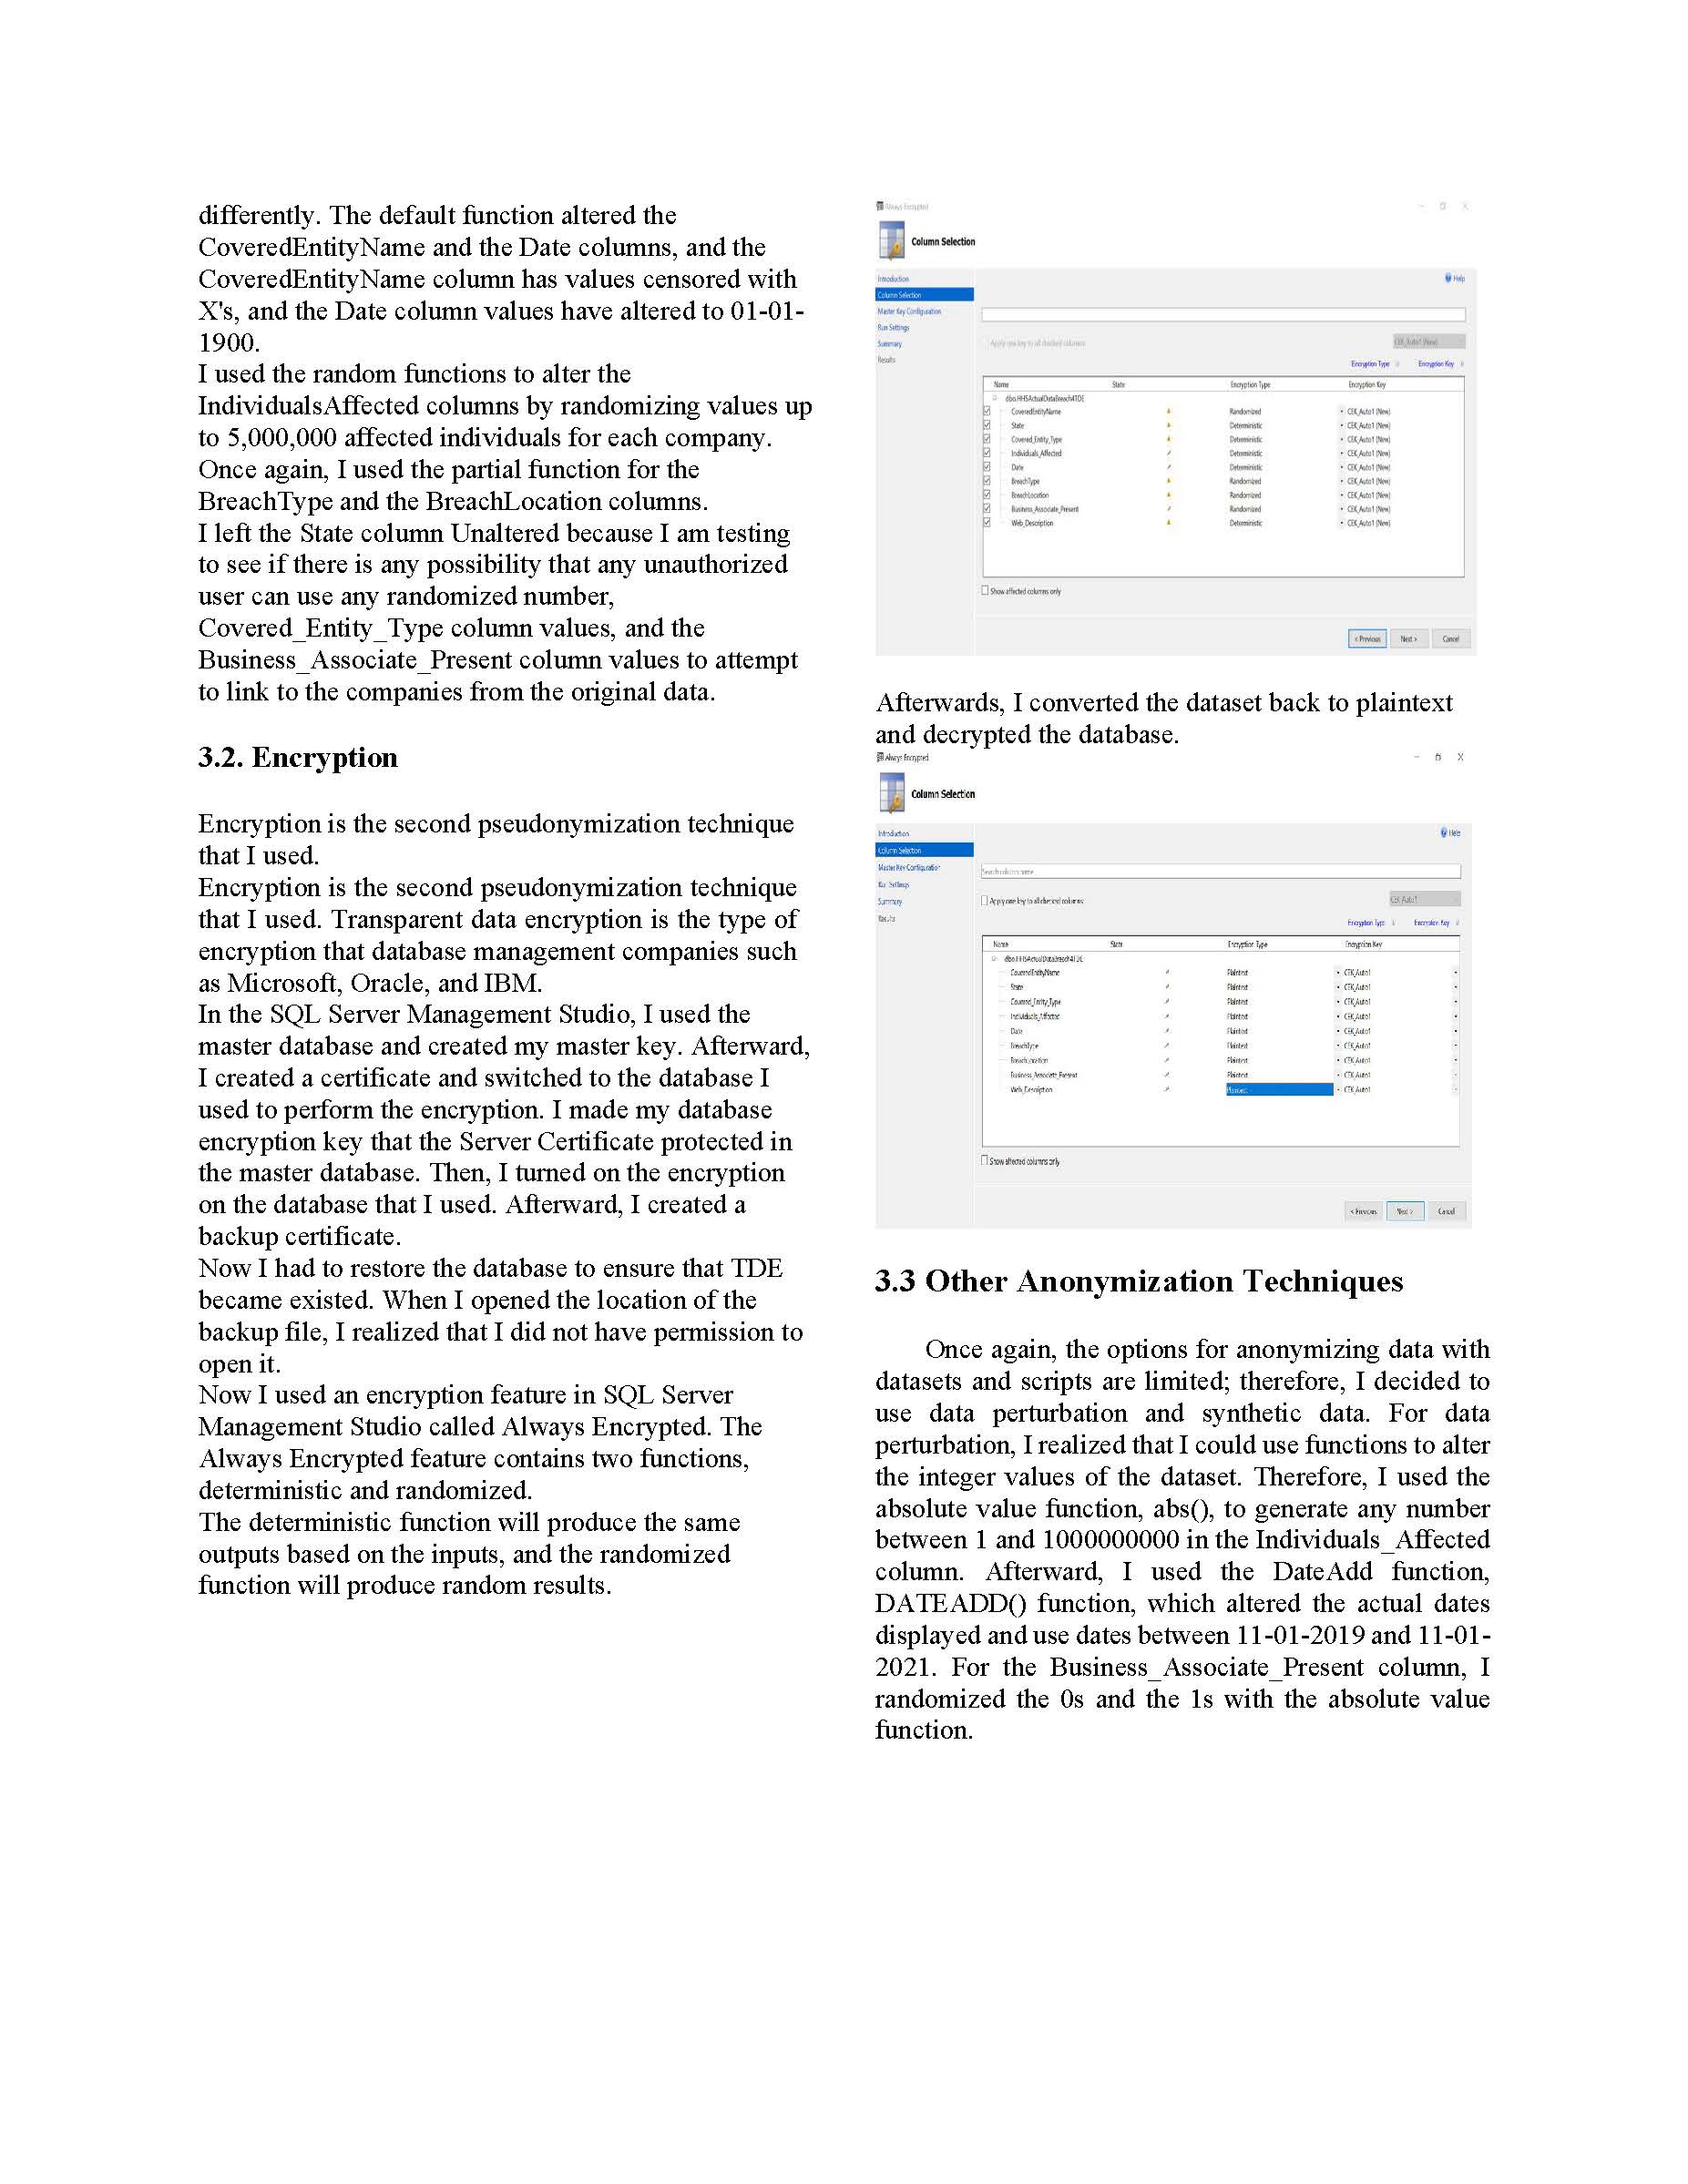 differently. The default function altered the
CoveredEntityName and the Date columns, and the
CoveredEntityName column has values censored with
X's, and the Date column values have altered to 01-01-
1900.
I used the random functions to alter the
IndividualsAffected columns by randomizing values up
to 5,000,000 affected individuals for each company.
Once again, I used the partial function for the
BreachType and the BreachLocation columns.
I left the State column Unaltered because I am testing
to see if there is any possibility that any unauthorized
user can use any randomized number,
Covered_Entity_Type column values, and the
Business_Associate_Present column values to attempt
to link to the companies from the original data.
3.2. Encryption
Encryption is the second pseudonymization technique
that I used.
Encryption is the second pseudonymization technique
that I used. Transparent data encryption is the type of
encryption that database management companies such
as Microsoft, Oracle, and IBM.
In the SQL Server Management Studio, I used the
master database and created my master key. Afterward,
I created a certificate and switched to the database I
used to perform the encryption. I made my database
encryption key that the Server Certificate protected in
the master database. Then, I turned on the encryption
on the database that I used. Afterward, I created a
backup certificate.
Now I had to restore the database to ensure that TDE
became existed. When I opened the location of the
backup file, I realized that I did not have permission to
open it.
Now I used an encryption feature in SQL Server
Management Studio called Always Encrypted. The
Always Encrypted feature contains two functions,
deterministic and randomized.
The deterministic function will produce the same
outputs based on the inputs, and the randomized
function will produce random results.
Always Encrypted
Column Selection
Introduction
Help
Column Selection
Master Key Configuration
Run Settings
Summary
Results
Apply one key to all checked columns
CEK_Auto1 (New)
Encryption Type
Encryption Key
Name State Encryption Type Encryption Key
dbo.HHSActualDataBreach4TDE
CoveredEntityName Randomized CEK_Auto1 (New)
State Deterministic CEK_Auto1 (New)
Covered_Entity_Type Deterministic CEK_Auto1 (New)
Individuals_Affected Deterministic CEK_Auto1 (New)
Date Deterministic CEK_Auto1 (New)
BreachType Randomized CEK_Auto1 (New)
BreachLocation Randomized CEK_Auto1 (New)
Business_Associate_Present Randomized CEK_Auto1 (New)
Web_Description Deterministic CEK_Auto1 (New)
Show affected columns only
< Previous Next > Cancel
Afterwards, I converted the dataset back to plaintext
and decrypted the database.
Always Encrypted
Column Selection
Introduction
Help
Column Selection
Master Key Configuration
Run Settings
Summary
Results
Search column name
Apply one key to all checked columns
CEK_Auto1
Encryption Type
Encryption Key
Name State Encryption Type Encryption Key
dbo.HHSActualDataBreach4TDE
CoveredEntityName Plaintext CEK_Auto1
State Plaintext CEK_Auto1
Covered_Entity_Type Plaintext CEK_Auto1
Individuals_Affected Plaintext CEK_Auto1
Date Plaintext CEK_Auto1
BreachType Plaintext CEK_Auto1
BreachLocation Plaintext CEK_Auto1
Business_Associate_Present Plaintext CEK_Auto1
Web_Description Plaintext CEK_Auto1
Show affected columns only
< Previous Next > Cancel
3.3 Other Anonymization Techniques
Once again, the options for anonymizing data with
datasets and scripts are limited; therefore, I decided to
use data perturbation and synthetic data. For data
perturbation, I realized that I could use functions to alter
the integer values of the dataset. Therefore, I used the
absolute value function, abs(), to generate any number
between 1 and 1000000000 in the Individuals_Affected
column. Afterward, I used the DateAdd function,
DATEADD() function, which altered the actual dates
displayed and use dates between 11-01-2019 and 11-01-
2021. For the Business_Associate_Present column, I
randomized the 0s and the 1s with the absolute value
function.